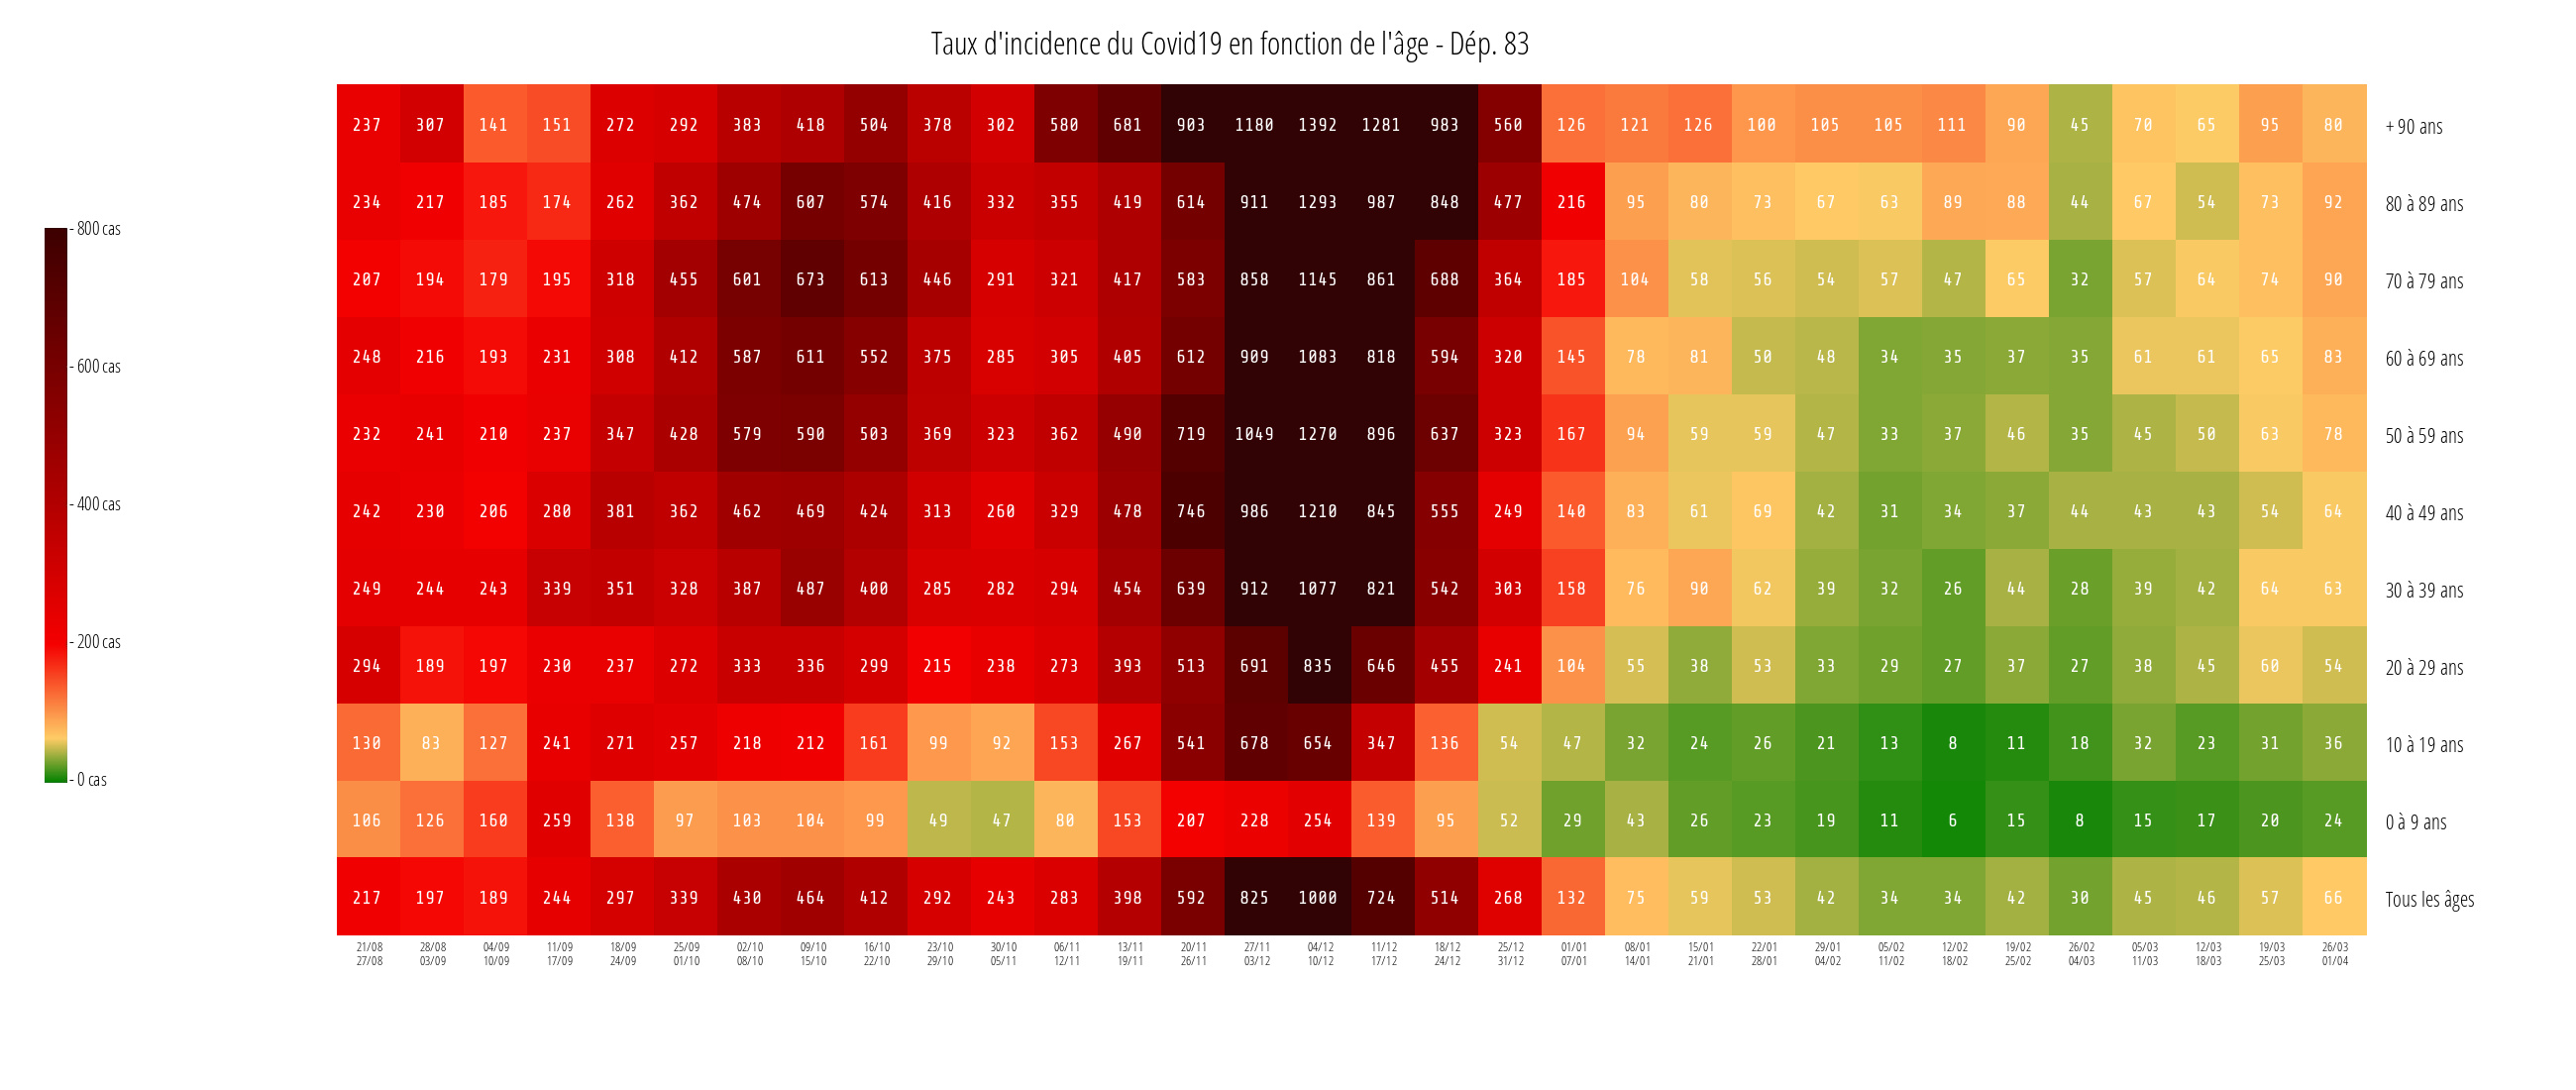 Taux d'incidence du Covid19 en fonction de l'âge - Dép. 83
- 800 cas
- 600 cas
- 400 cas
- 200 cas
- 0 cas
237 307 141 151 272 292 383 418 504 378 302 580 681 903 1180 1392 1281 983 560 126 121 126 100 105 105 111 90 45 70 65 95 80 + 90 ans
234 217 185 174 262 362 474 607 574 416 332 355 419 614 911 1293 987 848 477 216 95 80 73 67 63 89 88 44 67 54 73 92 80 à 89 ans
207 194 179 195 318 455 601 673 613 446 291 321 417 583 858 1145 861 688 364 185 104 58 56 54 57 47 65 32 57 64 74 90 70 à 79 ans
248 216 193 231 308 412 587 611 552 375 285 305 405 612 909 1083 818 594 320 145 78 81 50 48 34 35 37 35 61 61 65 83 60 à 69 ans
232 241 210 237 347 428 579 590 503 369 323 362 490 719 1049 1270 896 637 323 167 94 59 59 47 33 37 46 35 45 50 63 78 50 à 59 ans
242 230 206 280 381 362 462 469 424 313 260 329 478 746 986 1210 845 555 249 140 83 61 69 42 31 34 37 44 43 43 54 64 40 à 49 ans
249 244 243 339 351 328 387 487 400 285 282 294 454 639 912 1077 821 542 303 158 76 90 62 39 32 26 44 28 39 42 64 63 30 à 39 ans
294 189 197 230 237 272 333 336 299 215 238 273 393 513 691 835 646 455 241 104 55 38 53 33 29 27 37 27 38 45 60 54 20 à 29 ans
130 83 127 241 271 257 218 212 161 99 92 153 267 541 678 654 347 136 54 47 32 24 26 21 13 8 11 18 32 23 31 36 10 à 19 ans
106 126 160 259 138 97 103 104 99 49 47 80 153 207 228 254 139 95 52 29 43 26 23 19 11 6 15 8 15 17 20 24 0 à 9 ans
217 197 189 244 297 339 430 464 412 292 243 283 398 592 825 1000 724 514 268 132 75 59 53 42 34 34 42 30 45 46 57 66 Tous les âges
21/08 28/08 04/09 11/09 18/09 25/09 02/10 09/10 16/10 23/10 30/10 06/11 13/11 20/11 27/11 04/12 11/12 18/12 25/12 01/01 08/01 15/01 22/01 29/01 05/02 12/02 19/02 26/02 05/03 12/03 19/03 26/03
27/08 03/09 10/09 17/09 24/09 01/10 08/10 15/10 22/10 29/10 05/11 12/11 19/11 26/11 03/12 10/12 17/12 24/12 31/12 07/01 14/01 21/01 28/01 04/02 11/02 18/02 25/02 04/03 11/03 18/03 25/03 01/04